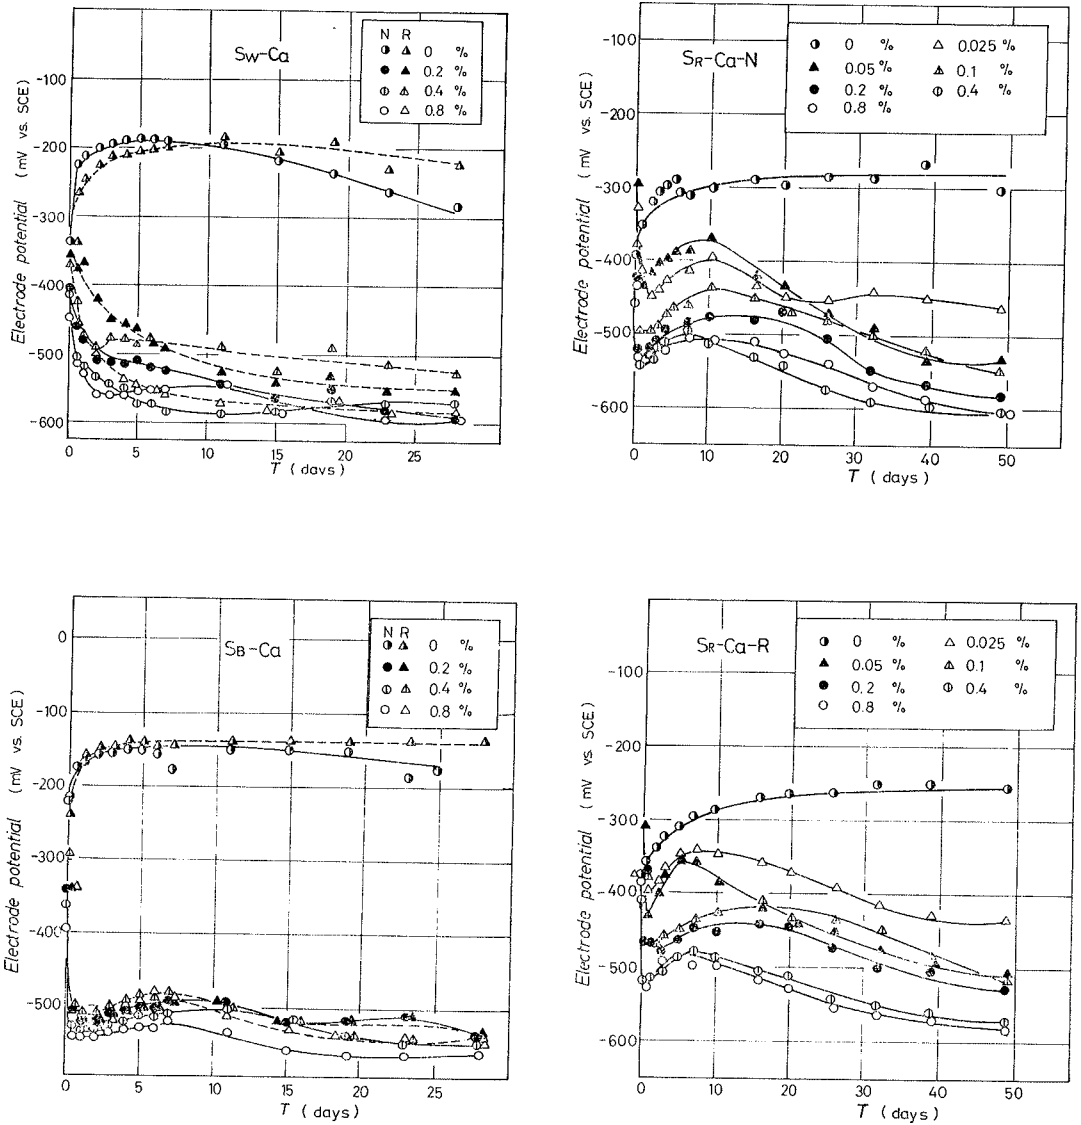 Sw-Ca
N R
0 %
0.2 %
0.4 %
0.8 %
Electrode potential (mV vs. SCE)
-100
-200
-300
-400
-500
-600
0 5 10 15 20 25
T (days)
SR-Ca-N
0 %
0.025 %
0.05 %
0.1 %
0.2 %
0.4 %
0.8 %
Electrode potential (mV vs. SCE)
-100
-200
-300
-400
-500
-600
0 10 20 30 40 50
T (days)
SB-Ca
N R
0 %
0.2 %
0.4 %
0.8 %
Electrode potential (mV vs. SCE)
0
-100
-200
-300
-400
-500
0 5 10 15 20 25
T (days)
SR-Ca-R
0 %
0.025 %
0.05 %
0.1 %
0.2 %
0.4 %
0.8 %
Electrode potential (mV vs SCE)
-100
-200
-300
-400
-500
-600
0 10 20 30 40 50
T (days)